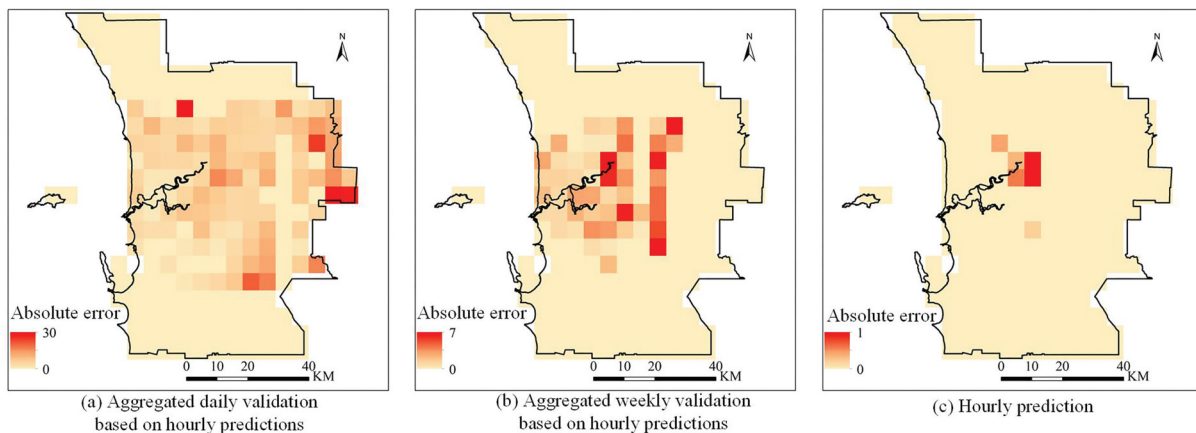 N
Absolute error
30
0
0 10 20 40
KM
(a) Aggregated daily validation
based on hourly predictions
N
Absolute error
7
0
0 10 20 40
KM
(b) Aggregated weekly validation
based on hourly predictions
N
Absolute error
1
0
0 10 20 40
KM
(c) Hourly prediction